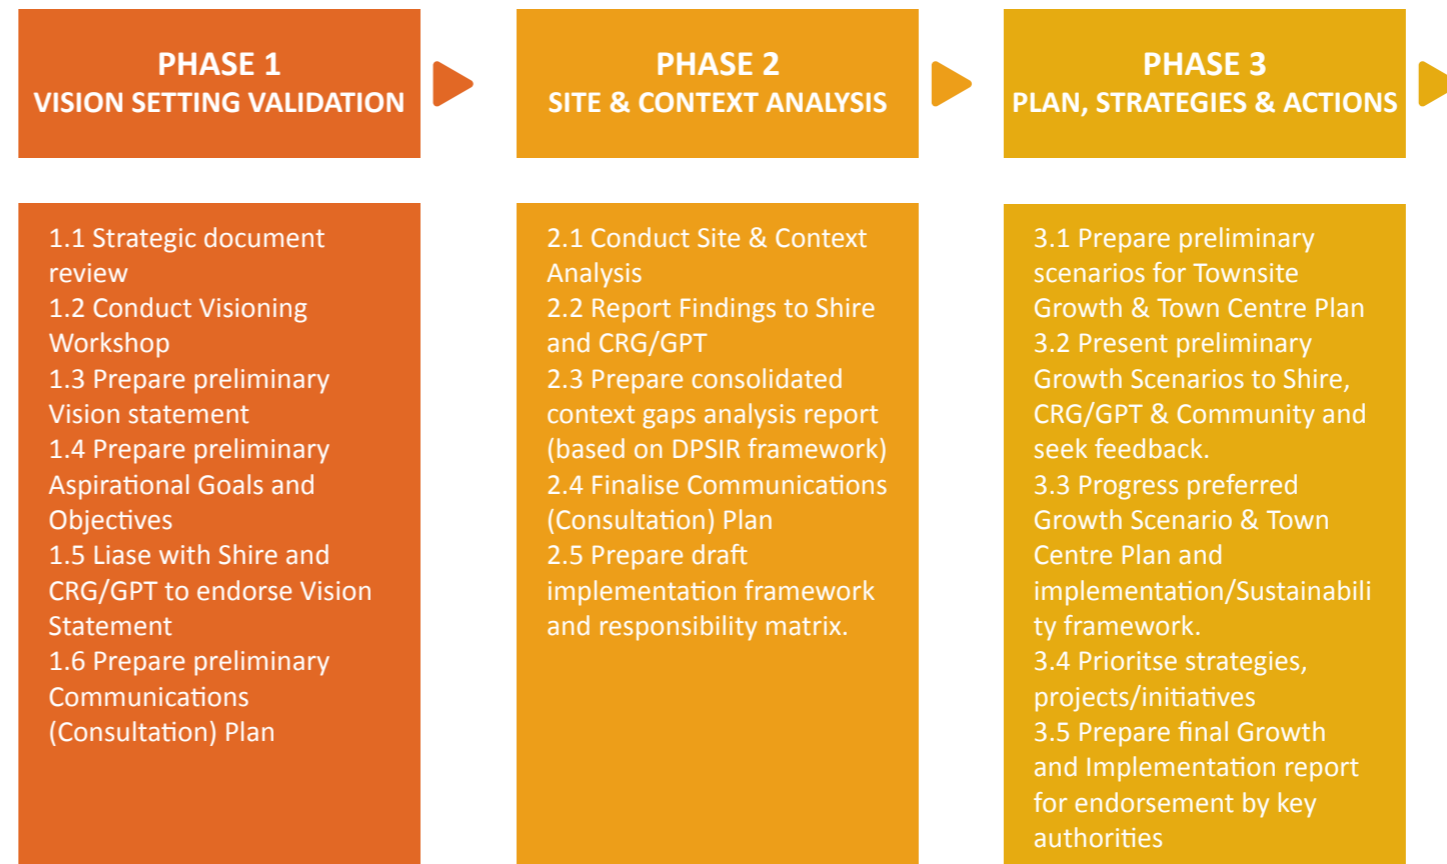 PHASE 1
VISION SETTING VALIDATION
1.1 Strategic document
review
1.2 Conduct Visioning
Workshop
1.3 Prepare preliminary
Vision statement
1.4 Prepare preliminary
Aspirational Goals and
Objectives
1.5 Liase with Shire and
CRG/GPT to endorse Vision
Statement
1.6 Prepare preliminary
Communications
(Consultation) Plan
PHASE 2
SITE & CONTEXT ANALYSIS
2.1 Conduct Site & Context
Analysis
2.2 Report Findings to Shire
and CRG/GPT
2.3 Prepare consolidated
context gaps analysis report
(based on DPSIR framework)
2.4 Finalise Communications
(Consultation) Plan
2.5 Prepare draft
implementation framework
and responsibility matrix.
PHASE 3
PLAN, STRATEGIES & ACTIONS
3.1 Prepare preliminary
scenarios for Townsite
Growth & Town Centre Plan
3.2 Present preliminary
Growth Scenarios to Shire,
CRG/GPT & Community and
seek feedback.
3.3 Progress preferred
Growth Scenario & Town
Centre Plan and
implementation/Sustainabili
ty framework.
3.4 Prioritse strategies,
projects/initiatives
3.5 Prepare final Growth
and Implementation report
for endorsement by key
authorities